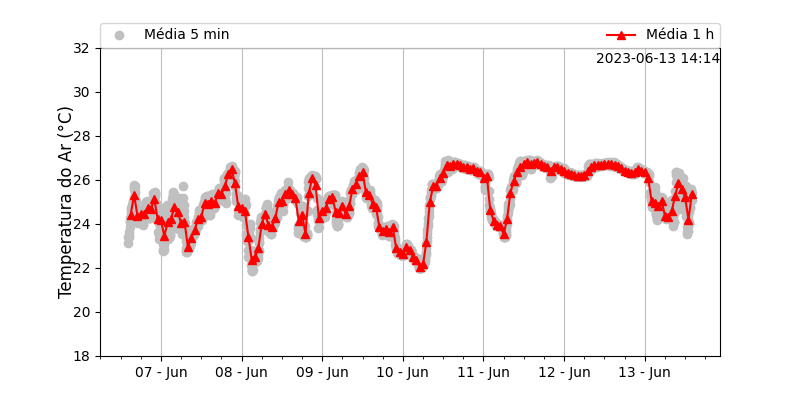 Média 5 min
Média 1 h
2023-06-13 14:14
Temperatura do Ar (°C)
32
30
28
26
24
22
20
18
07 - Jun
08 - Jun
09 - Jun
10 - Jun
11 - Jun
12 - Jun
13 - Jun